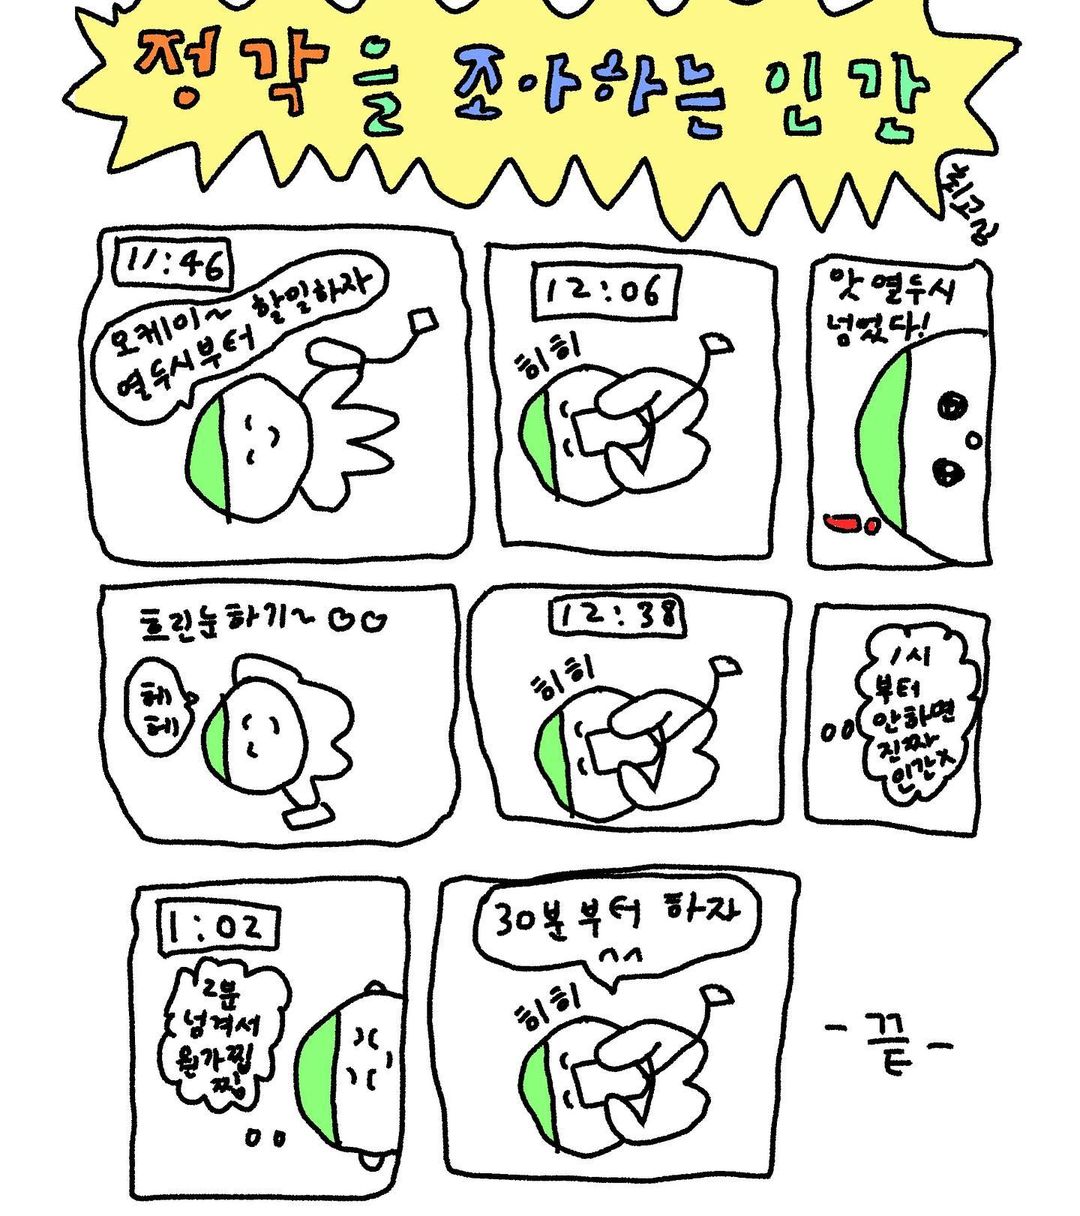 정각을 조아하는 인간
최고심
11:46
오케이~ 할일하자
열두시부터
12:06
히히
앗 열두시
넘었다!
흐린눈하기~
헤
헤
12:38
히히
1시
부터
안하면
진짜
인간x
1:02
2분
넘겨서
뭔가찝
찝
30분부터 하자
^^
히히
- 끝 -